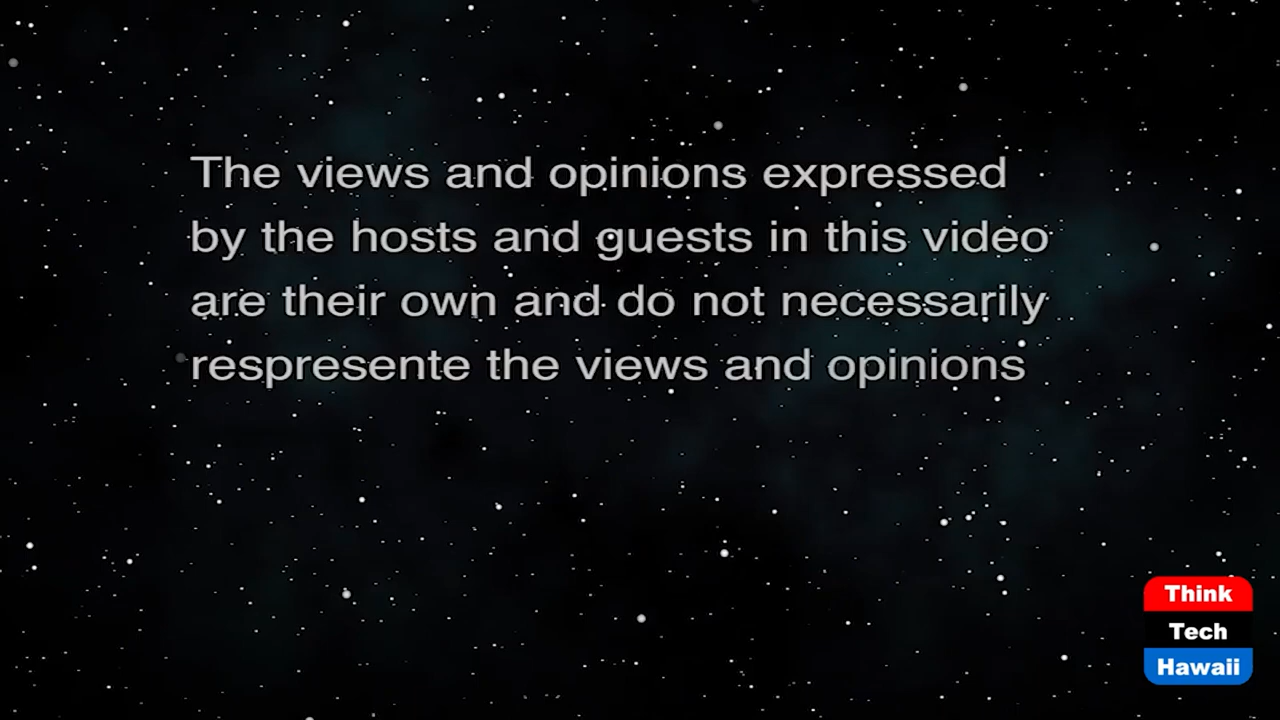 The views and opinions expressed
by the hosts and guests in this video
are their own and do not necessarily
respresente the views and opinions
Think
Tech
Hawaii